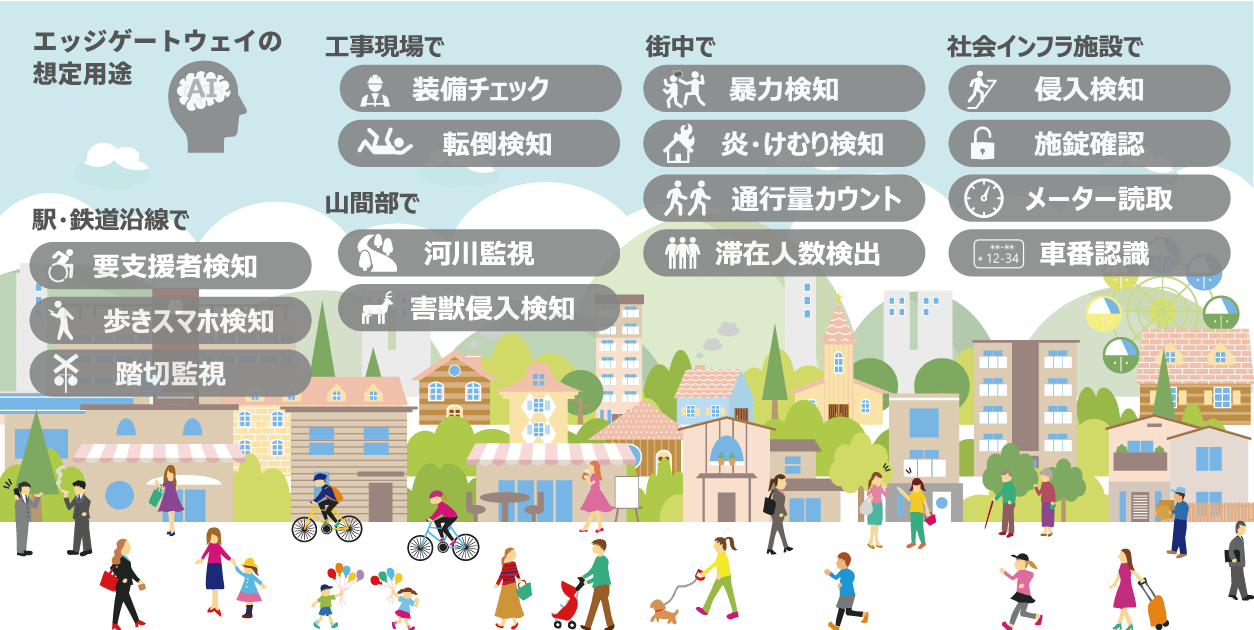 エッジゲートウェイの
想定用途
AI
駅・鉄道沿線で
要支援者検知
歩きスマホ検知
踏切監視
工事現場で
装備チェック
転倒検知
山間部で
河川監視
害獣侵入検知
街中で
暴力検知
炎・けむり検知
通行量カウント
滞在人数検出
社会インフラ施設で
侵入検知
施錠確認
メーター読取
**-**
* 12-34
車番認識